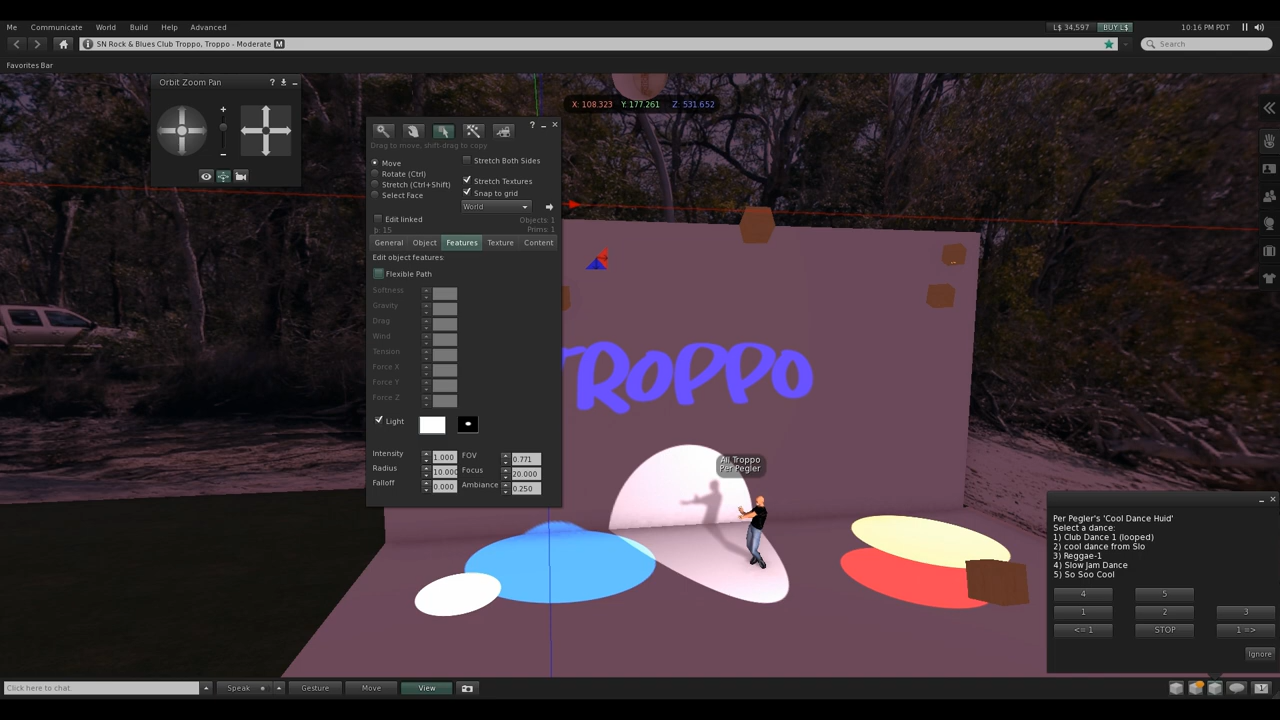 Me Communicate World Build Help Advanced L$ 34,597 BUY L$ 10:16 PM PDT
SN Rock & Blues Club Troppo, Troppo - Moderate M Search
Favorites Bar
Orbit Zoom Pan ?
X: 108.323 Y: 177.261 Z: 531.652
?
Drag to move, shift-drag to copy
Move
Rotate (Ctrl)
Stretch (Ctrl+Shift)
Select Face
Stretch Both Sides
Stretch Textures
Snap to grid
World
Edit linked Objects: 1
p: 15 Prims: 1
General Object Features Texture Content
Edit object features:
Flexible Path
Softness
Gravity
Drag
Wind
Tension
Force X
Force Y
Force Z
Light
Intensity 1.000 FOV 0.771
Radius 10.000 Focus 20.000
Falloff 0.000 Ambiance 0.250
TROPPO
All Troppo
Per Pegler
Per Pegler's 'Cool Dance Huid'
Select a dance:
1) Club Dance 1 (looped)
2) cool dance from Slo
3) Reggae-1
4) Slow Jam Dance
5) So Soo Cool
4 5
1 2 3
<= 1 STOP 1 =>
Ignore
Click here to chat. Speak Gesture Move View 1